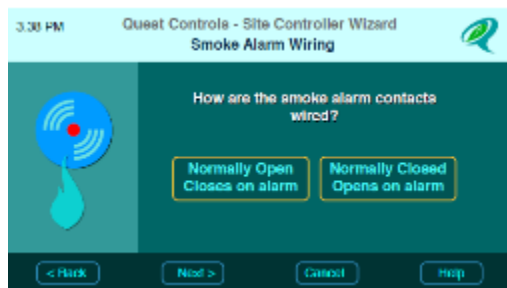 3:38 PM
Quest Controls - Site Controller Wizard
Smoke Alarm Wiring
How are the smoke alarm contacts
wired?
Normally Open
Closes on alarm
Normally Closed
Opens on alarm
< Back
Next >
Cancel
Help